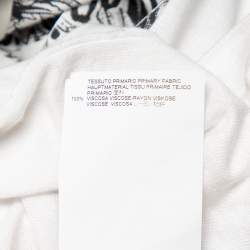 TESSUTO PRIMARIO PRIMARY FABRIC
HAUPTMATERIAL TISSU PRIMAIRE TEJIDO
PRIMARIO
100% VISCOSA VISCOSE-RAYON VISKOSE
VISCOSE VISCOSA